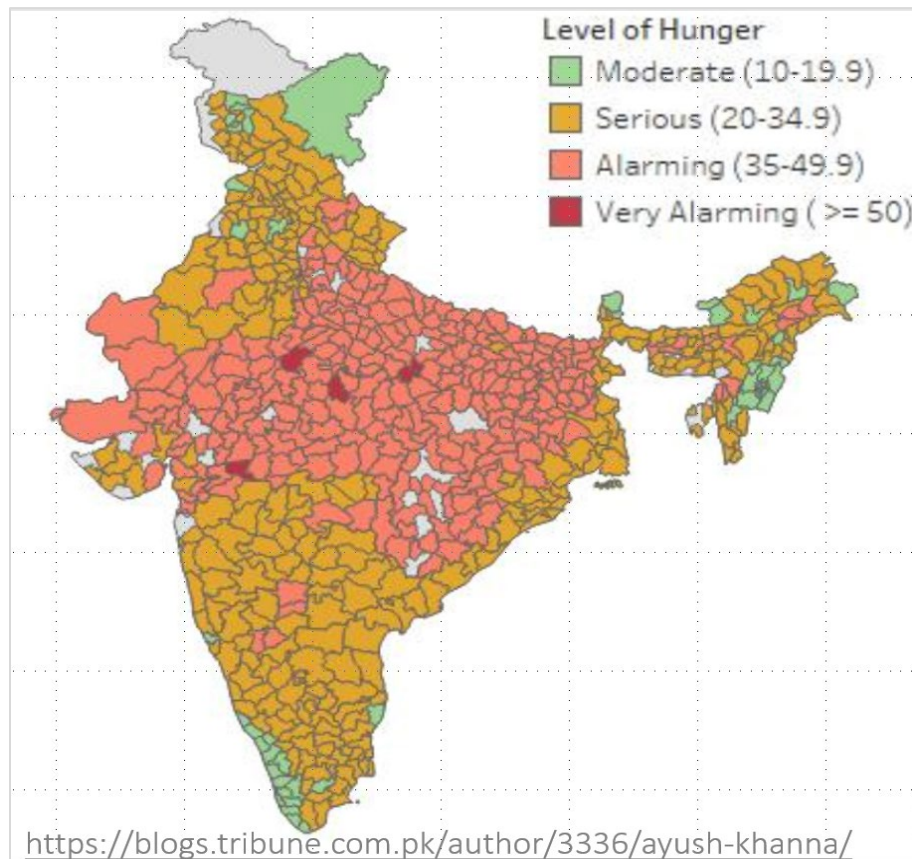 Level of Hunger
Moderate (10-19.9)
Serious (20-34.9)
Alarming (35-49.9)
Very Alarming ( >= 50)
https://blogs.tribune.com.pk/author/3336/ayush-khanna/